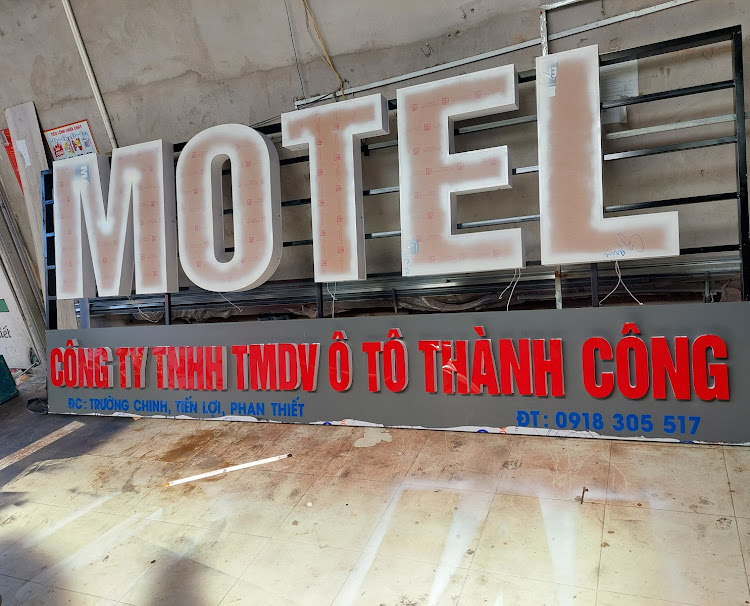 MOTEL
CÔNG TY TNHH TMDV Ô TÔ THÀNH CÔNG
ĐC: TRƯỜNG CHINH, TIẾN LỢI, PHAN THIẾT
ĐT: 0918 305 517